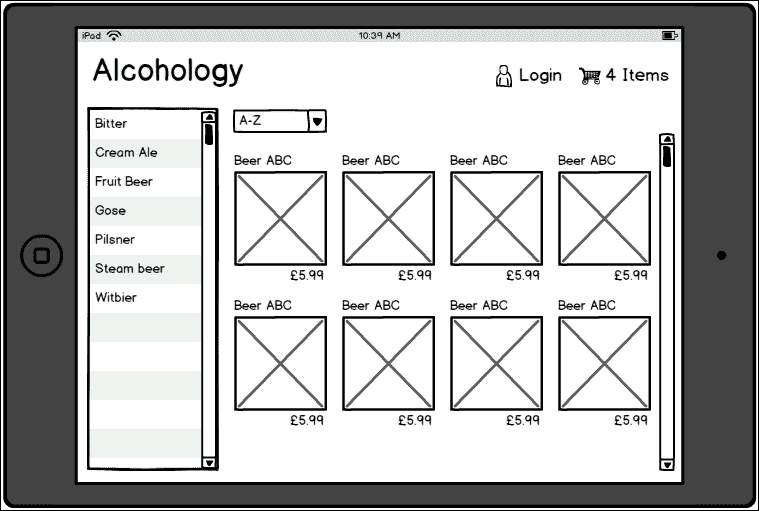 iPad 10:39 AM
Alcohology
Login 4 Items
Bitter
Cream Ale
Fruit Beer
Gose
Pilsner
Steam beer
Witbier
A-Z
Beer ABC Beer ABC Beer ABC Beer ABC
£5.99 £5.99 £5.99 £5.99
Beer ABC Beer ABC Beer ABC Beer ABC
£5.99 £5.99 £5.99 £5.99